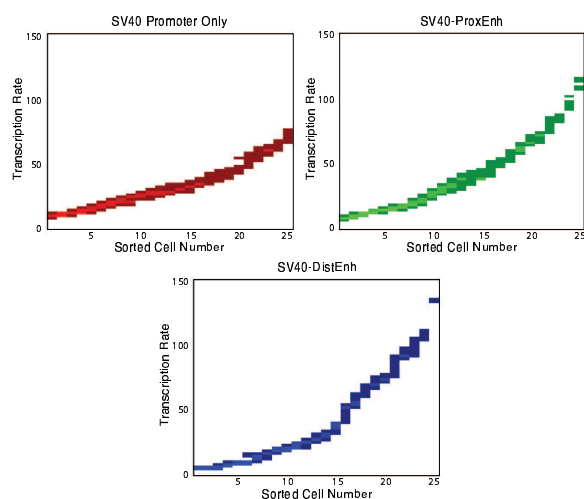 SV40 Promoter Only
150
100
50
0
Transcription Rate
5 10 15 20 25
Sorted Cell Number
SV40-ProxEnh
150
100
50
0
Transcription Rate
5 10 15 20 25
Sorted Cell Number
SV40-DistEnh
150
100
50
0
Transcription Rate
5 10 15 20 25
Sorted Cell Number